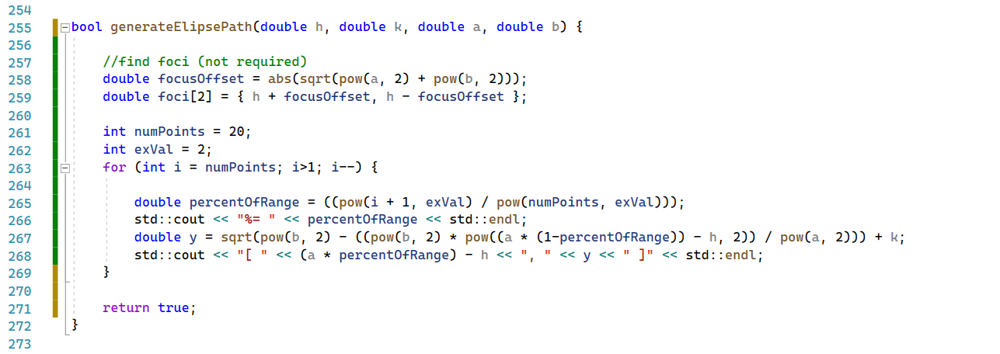 254
255 bool generateElipsePath(double h, double k, double a, double b) {
256
257 //find foci (not required)
258 double focusOffset = abs(sqrt(pow(a, 2) + pow(b, 2)));
259 double foci[2] = { h + focusOffset, h - focusOffset };
260
261 int numPoints = 20;
262 int exVal = 2;
263 for (int i = numPoints; i>1; i--) {
264
265 double percentOfRange = ((pow(i + 1, exVal) / pow(numPoints, exVal)));
266 std::cout << "%= " << percentOfRange << std::endl;
267 double y = sqrt(pow(b, 2) - ((pow(b, 2) * pow((a * (1-percentOfRange)) - h, 2)) / pow(a, 2))) + k;
268 std::cout << "[ " << (a * percentOfRange) - h << ", " << y << " ]" << std::endl;
269 }
270
271 return true;
272 }
273